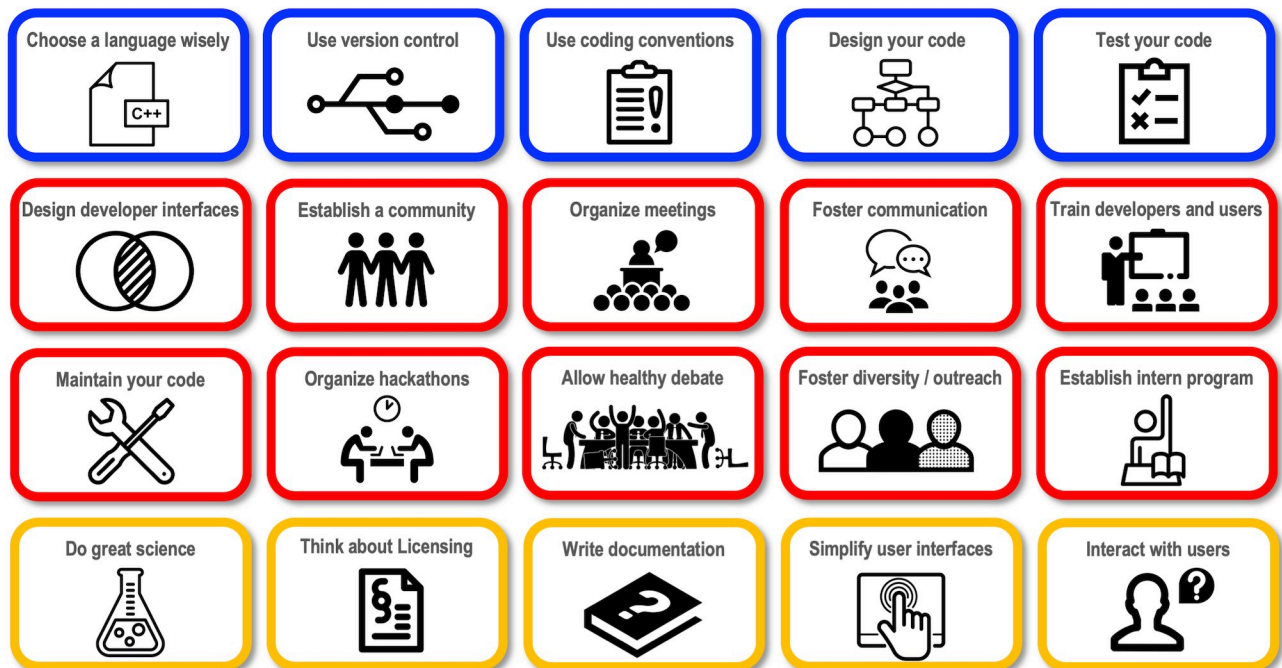 Choose a language wisely
C++
Use version control
Use coding conventions
Design your code
Test your code
Design developer interfaces
Establish a community
Organize meetings
Foster communication
Train developers and users
Maintain your code
Organize hackathons
Allow healthy debate
Foster diversity / outreach
Establish intern program
Do great science
Think about Licensing
§
Write documentation
?
Simplify user interfaces
Interact with users
?